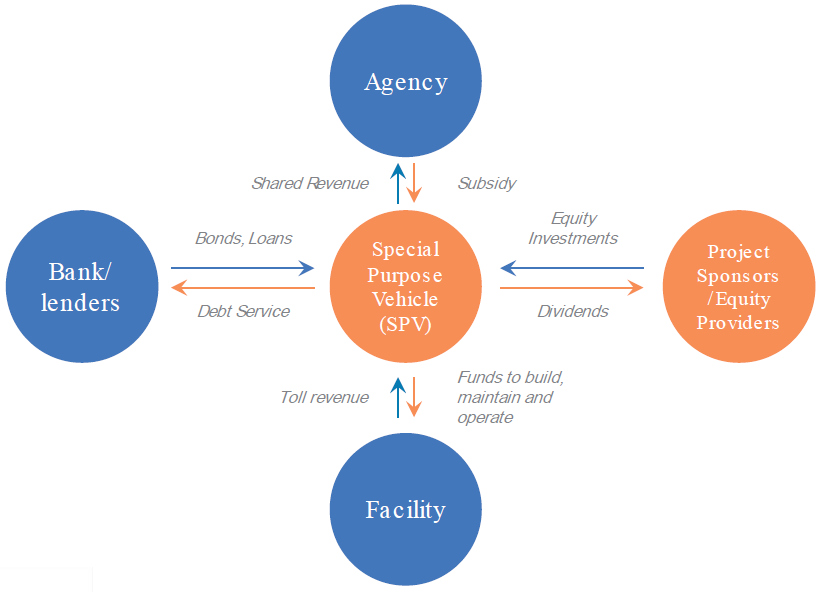 Agency
Shared Revenue
Subsidy
Bank/
lenders
Bonds, Loans
Debt Service
Special
Purpose
Vehicle
(SPV)
Equity
Investments
Dividends
Project
Sponsors
/Equity
Providers
Toll revenue
Funds to build,
maintain and
operate
Facility